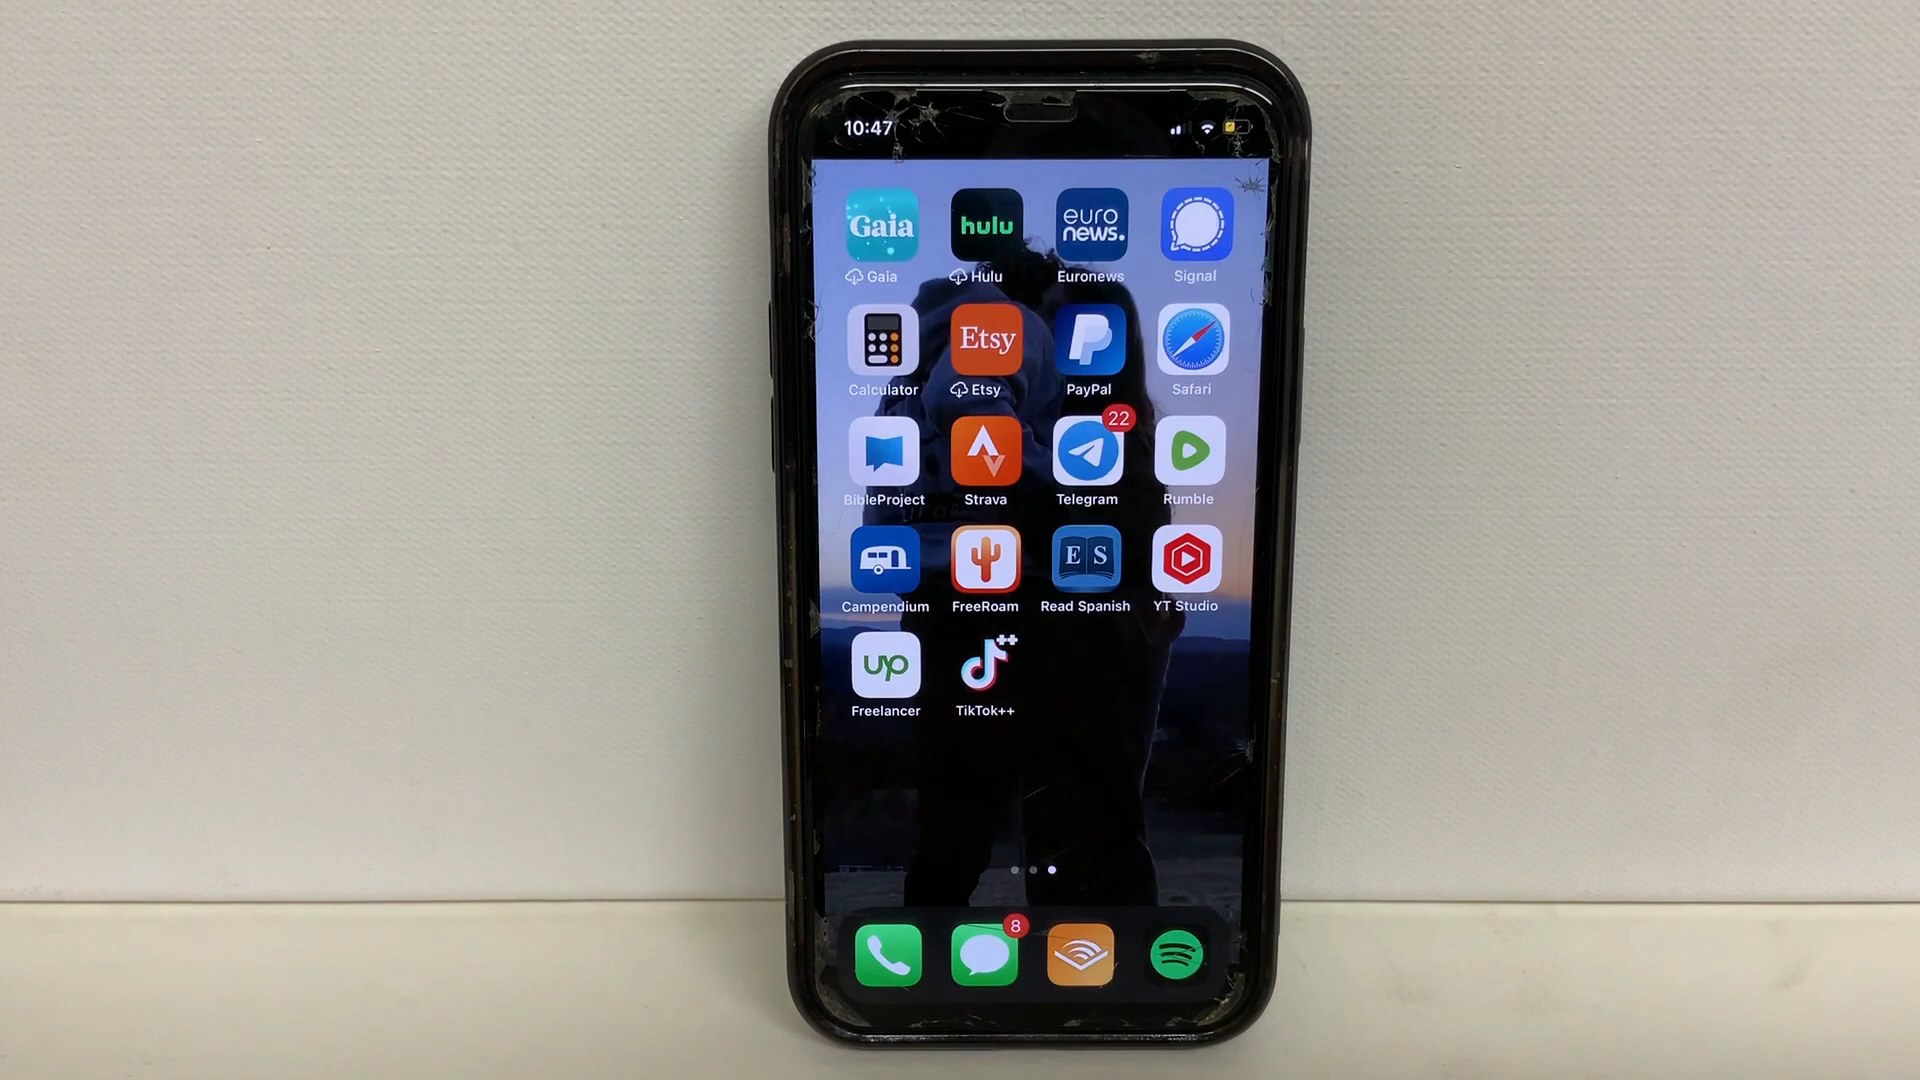 10:47
Gaia hulu euro news.
Gaia Hulu Euronews Signal
Etsy
Calculator Etsy PayPal Safari
22
BibleProject Strava Telegram Rumble
E S
Campendium FreeRoam Read Spanish YT Studio
up ++
Freelancer TikTok++
8